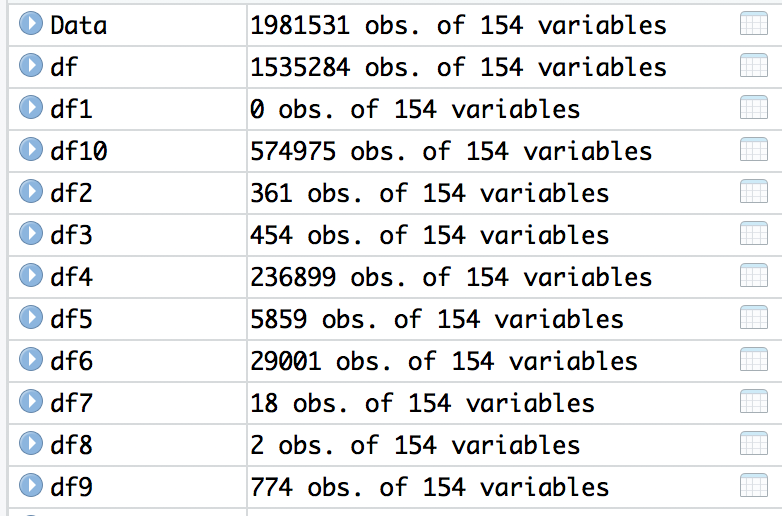 Data 1981531 obs. of 154 variables
df 1535284 obs. of 154 variables
df1 0 obs. of 154 variables
df10 574975 obs. of 154 variables
df2 361 obs. of 154 variables
df3 454 obs. of 154 variables
df4 236899 obs. of 154 variables
df5 5859 obs. of 154 variables
df6 29001 obs. of 154 variables
df7 18 obs. of 154 variables
df8 2 obs. of 154 variables
df9 774 obs. of 154 variables